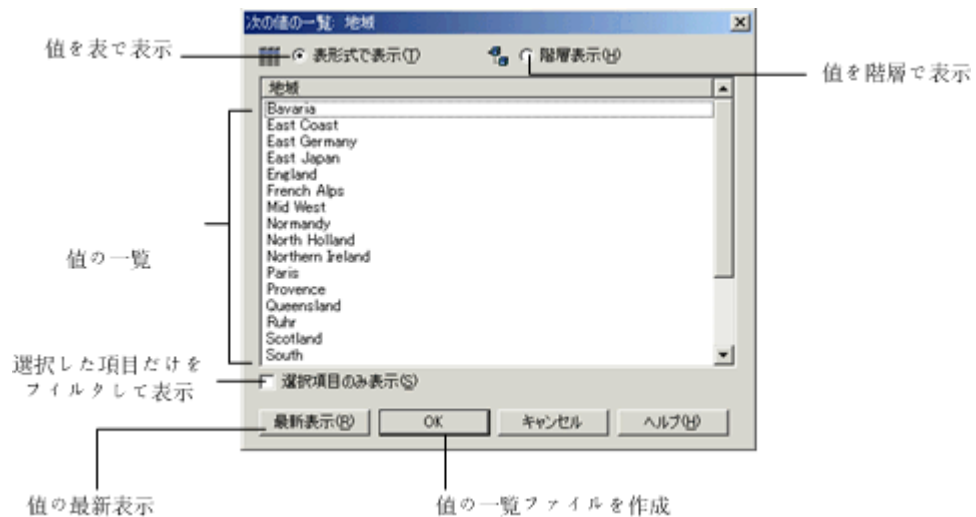 次の値の一覧: 地域
値を表で表示
表形式で表示(T)
階層表示(H)
値を階層で表示
地域
Bavaria
East Coast
East Germany
East Japan
England
French Alps
Mid West
Normandy
North Holland
Northern Ireland
Paris
Provence
Queensland
Ruhr
Scotland
South
値の一覧
選択した項目だけを
フィルタして表示
選択項目のみ表示(S)
最新表示(R)
OK
キャンセル
ヘルプ(H)
値の最新表示
値の一覧ファイルを作成